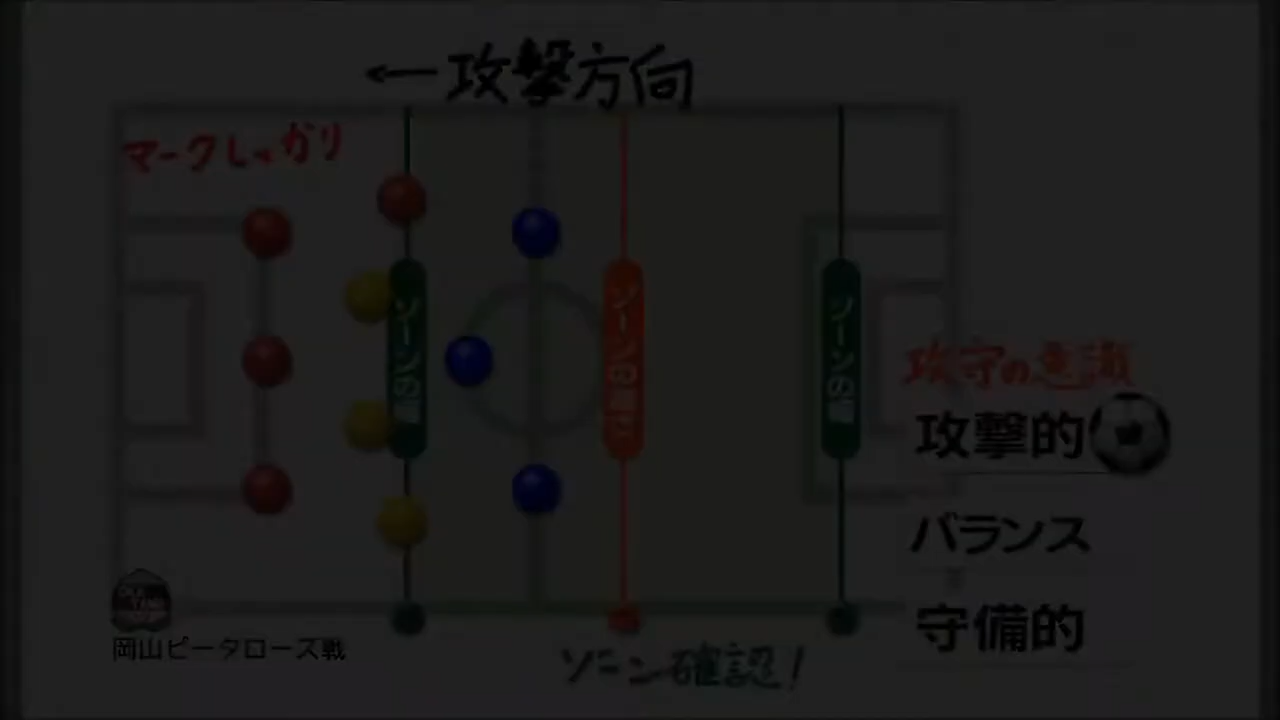 ←攻撃方向
マークしっかり
ゾーンの
ゾーンの
ゾーンの
攻守の意識
攻撃的
バランス
守備的
岡山ピータローズ戦
ゾーン確認!